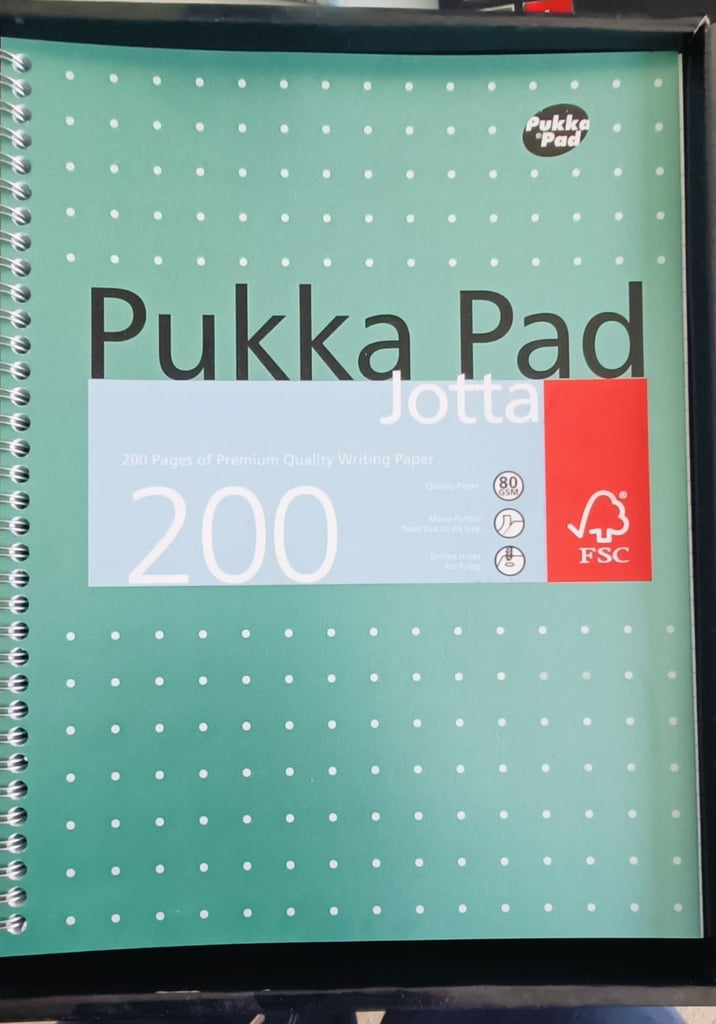 Pukka
Pad
Pukka Pad
Jotta
200 Pages of Premium Quality Writing Paper
200
Quality Paper
80
GSM
Micro-Perfed
Tears Out to A4 Size
Drilled Holes
for Filing
FSC